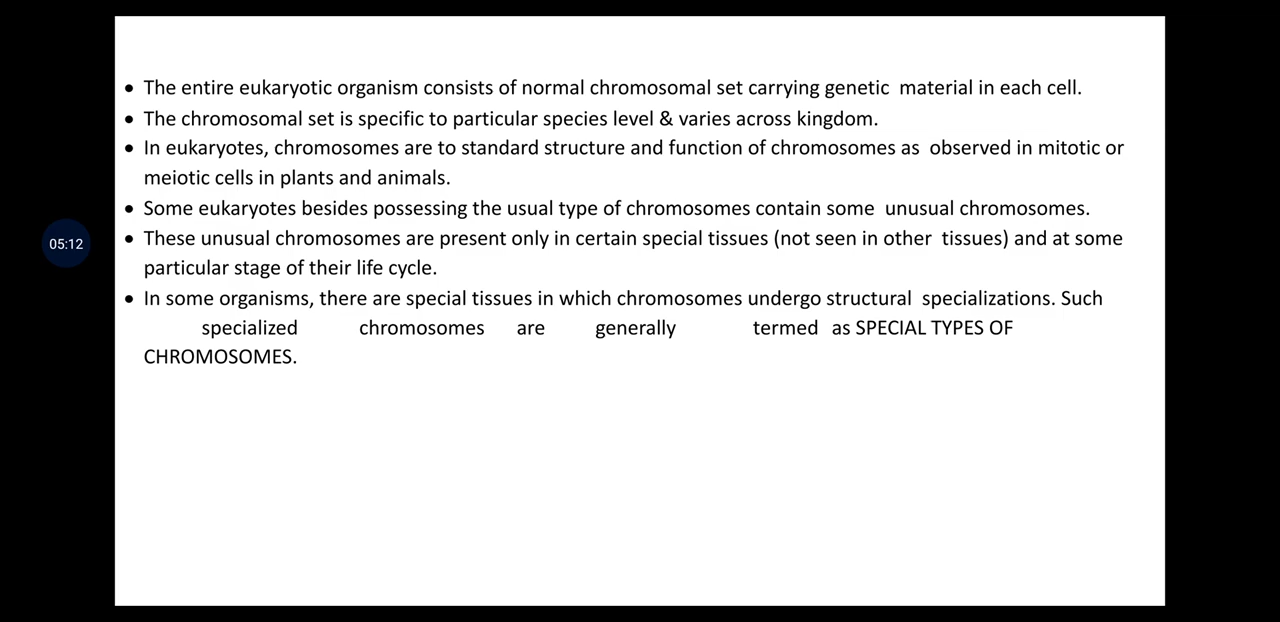 • The entire eukaryotic organism consists of normal chromosomal set carrying genetic material in each cell.
• The chromosomal set is specific to particular species level & varies across kingdom.
• In eukaryotes, chromosomes are to standard structure and function of chromosomes as observed in mitotic or
meiotic cells in plants and animals.
• Some eukaryotes besides possessing the usual type of chromosomes contain some unusual chromosomes.
• These unusual chromosomes are present only in certain special tissues (not seen in other tissues) and at some
05:12
particular stage of their life cycle.
• In some organisms, there are special tissues in which chromosomes undergo structural specializations. Such
specialized chromosomes are generally termed as SPECIAL TYPES OF
CHROMOSOMES.